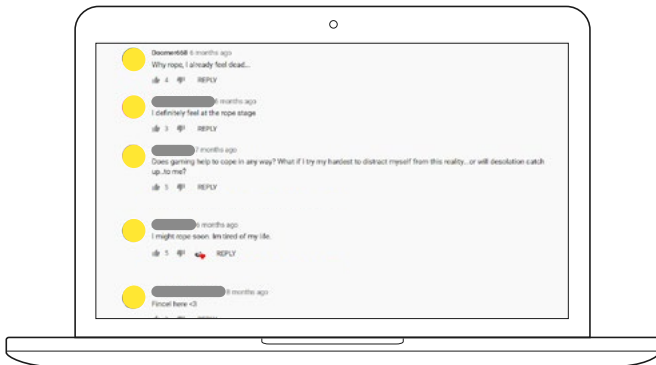 Doomer668 6 months ago
Why rope, I already feel dead...
4 REPLY
6 months ago
I definitely feel at the rope stage
3 REPLY
7 months ago
Does gaming help to cope in any way? What if I try my hardest to distract myself from this reality...or will desolation catch
up..to me?
5 REPLY
6 months ago
I might rope soon. Im tired of my life.
5 REPLY
8 months ago
Fincel here <3